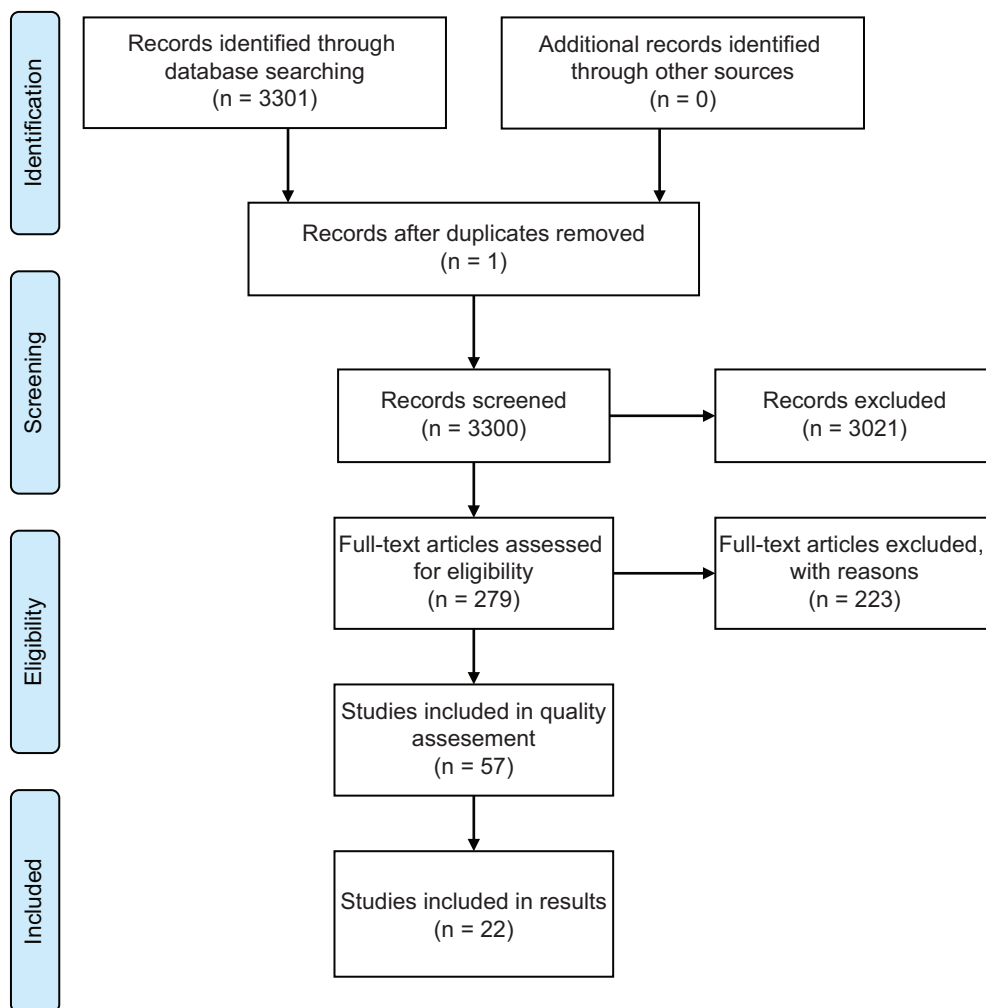 Identification
Records identified through
database searching
(n = 3301)
Additional records identified
through other sources
(n = 0)
Records after duplicates removed
(n = 1)
Screening
Records screened
(n = 3300)
Records excluded
(n = 3021)
Eligibility
Full-text articles assessed
for eligibility
(n = 279)
Full-text articles excluded,
with reasons
(n = 223)
Studies included in quality
assesement
(n = 57)
Included
Studies included in results
(n = 22)